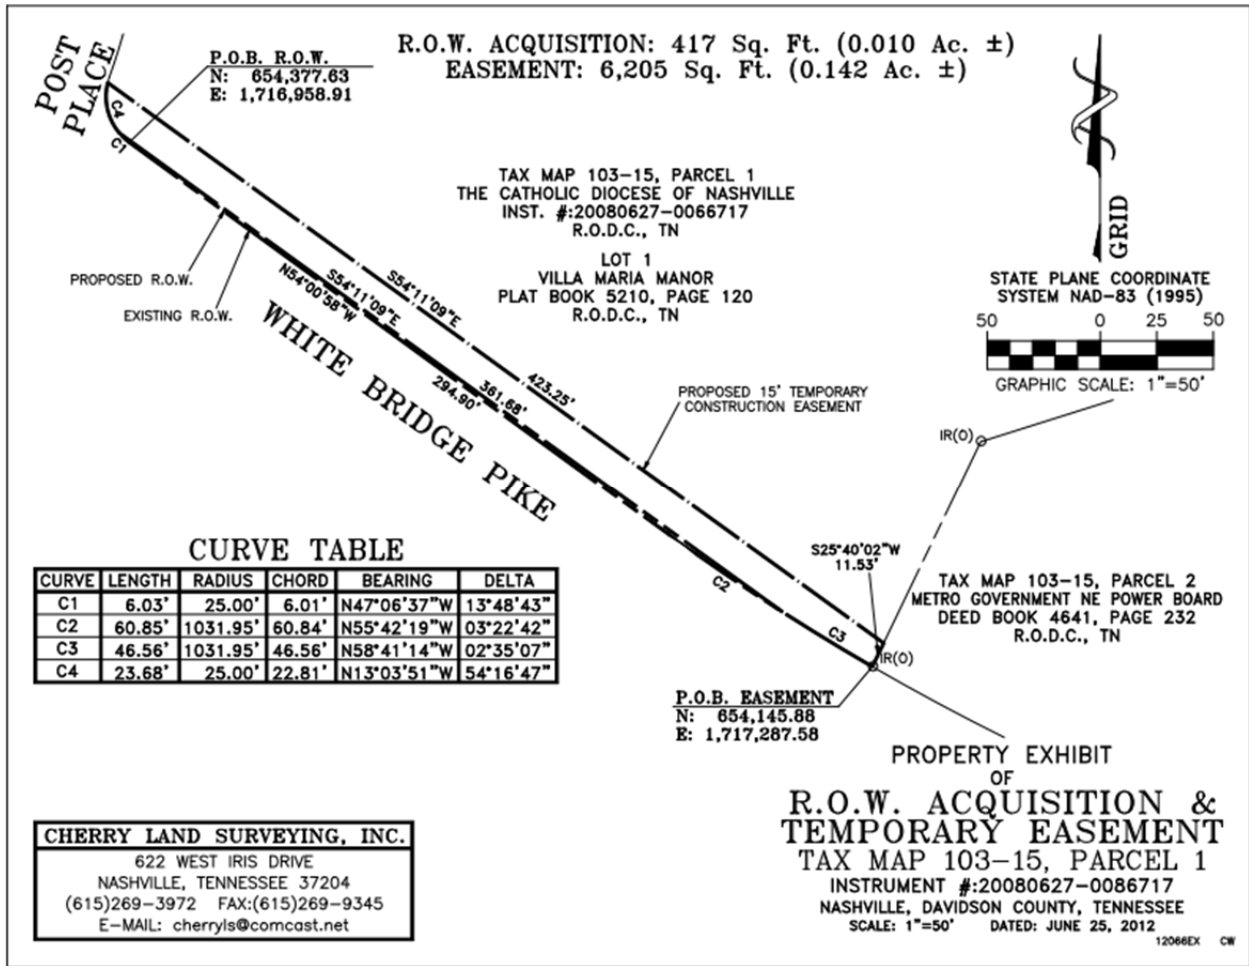 R.O.W. ACQUISITION: 417 Sq. Ft. (0.010 Ac. ±)
EASEMENT: 6,205 Sq. Ft. (0.142 Ac. ±)
POST
PLACE
P.O.B. R.O.W.
N: 654,377.63
E: 1,716,958.91
C4
C1
TAX MAP 103-15, PARCEL 1
THE CATHOLIC DIOCESE OF NASHVILLE
INST. #:20080627-0066717
R.O.D.C., TN
LOT 1
VILLA MARIA MANOR
PLAT BOOK 5210, PAGE 120
R.O.D.C., TN
GRID
STATE PLANE COORDINATE
SYSTEM NAD-83 (1995)
50 0 25 50
GRAPHIC SCALE: 1"=50'
PROPOSED R.O.W.
EXISTING R.O.W.
N54°00'58"W
S54°11'09"E
S54°11'09"E
294.90'
361.68'
423.25'
WHITE BRIDGE PIKE
PROPOSED 15' TEMPORARY
CONSTRUCTION EASEMENT
IR(O)
S25°40'02"W
11.53'
C2
C3
IR(O)
TAX MAP 103-15, PARCEL 2
METRO GOVERNMENT NE POWER BOARD
DEED BOOK 4641, PAGE 232
R.O.D.C., TN
CURVE TABLE
CURVE LENGTH RADIUS CHORD BEARING DELTA
C1 6.03' 25.00' 6.01' N47°06'37"W 13°48'43"
C2 60.85' 1031.95' 60.84' N55°42'19"W 03°22'42"
C3 46.56' 1031.95' 46.56' N58°41'14"W 02°35'07"
C4 23.68' 25.00' 22.81' N13°03'51"W 54°16'47"
P.O.B. EASEMENT
N: 654,145.88
E: 1,717,287.58
PROPERTY EXHIBIT
OF
R.O.W. ACQUISITION &
TEMPORARY EASEMENT
TAX MAP 103-15, PARCEL 1
INSTRUMENT #:20080627-0086717
NASHVILLE, DAVIDSON COUNTY, TENNESSEE
SCALE: 1"=50' DATED: JUNE 25, 2012
12066EX CW
CHERRY LAND SURVEYING, INC.
622 WEST IRIS DRIVE
NASHVILLE, TENNESSEE 37204
(615)269-3972 FAX:(615)269-9345
E-MAIL: cherryls@comcast.net